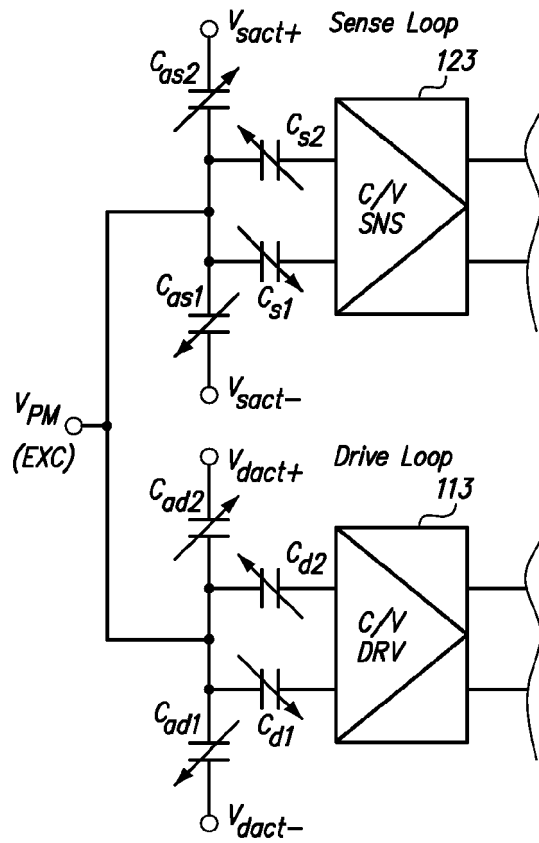 V_sact+ Sense Loop
123
C_as2
C_s2
C/V
SNS
C_as1
C_s1
V_sact-
V_PM
(EXC)
V_dact+ Drive Loop
113
C_ad2
C_d2
C/V
DRV
C_ad1
C_d1
V_dact-